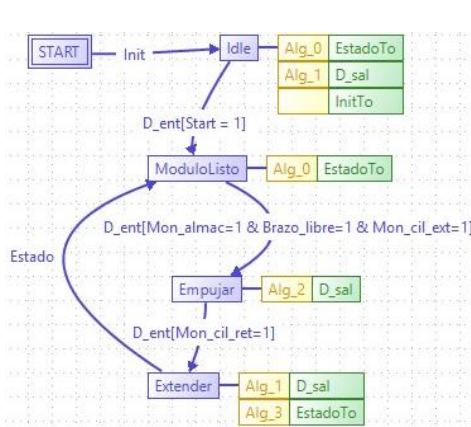 START Init Idle Alg_0 EstadoTo
Alg_1 D_sal
InitTo
D_ent[Start = 1]
ModuloListo Alg_0 EstadoTo
D_ent[Mon_almac=1 & Brazo_libre=1 & Mon_cil_ext=1]
Estado
Empujar Alg_2 D_sal
D_ent[Mon_cil_ret=1]
Extender Alg_1 D_sal
Alg_3 EstadoTo